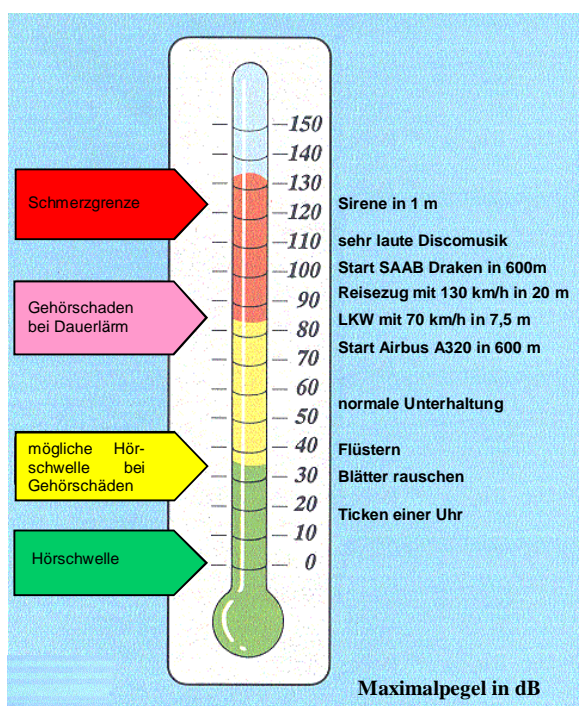 150
140
130
Schmerzgrenze
120
Sirene in 1 m
110
sehr laute Discomusik
100
Start SAAB Draken in 600m
90
Reisezug mit 130 km/h in 20 m
Gehörschaden
bei Dauerlärm
80
LKW mit 70 km/h in 7,5 m
70
Start Airbus A320 in 600 m
60
50
normale Unterhaltung
40
Flüstern
mögliche Hör-
schwelle bei
Gehörschäden
30
Blätter rauschen
20
Ticken einer Uhr
10
Hörschwelle
0
Maximalpegel in dB